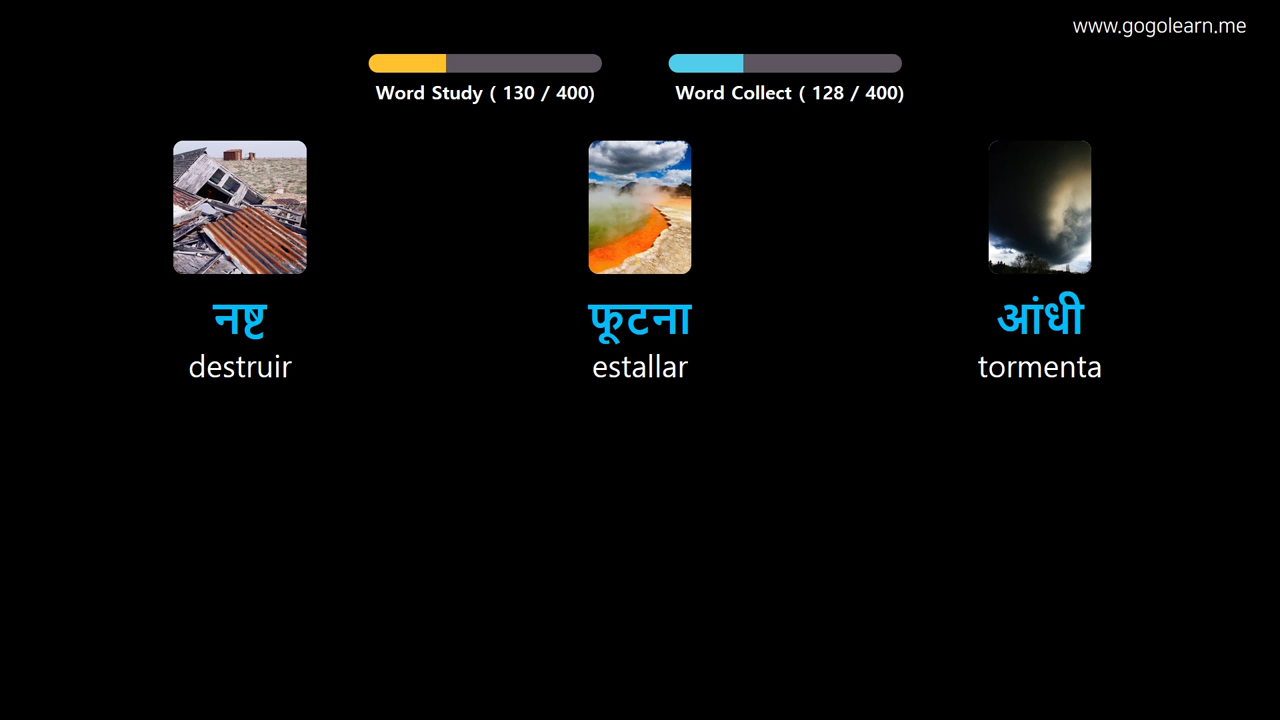 www.gogolearn.me
Word Study ( 130 / 400)
Word Collect ( 128 / 400)
नष्ट
फूटना
आंधी
destruir
estallar
tormenta